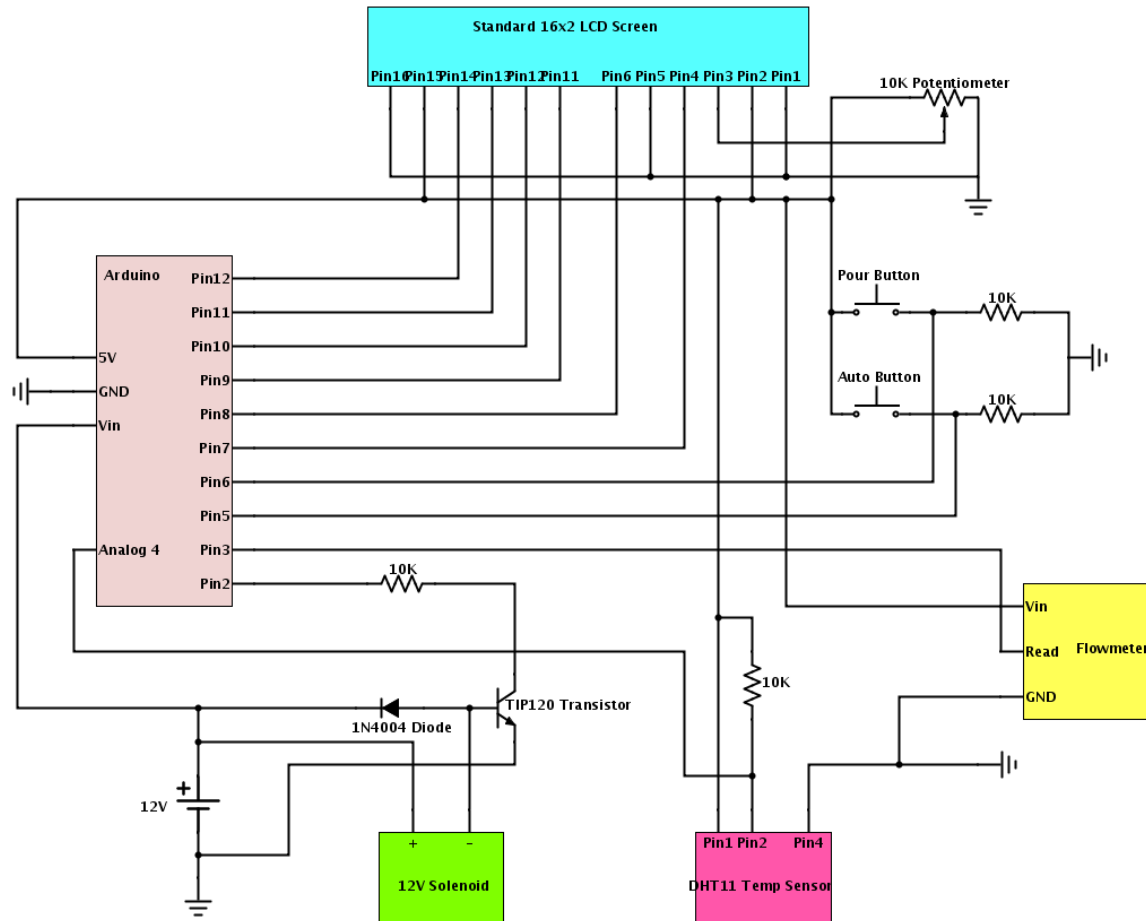 Standard 16x2 LCD Screen
Pin16 Pin15 Pin14 Pin13 Pin12 Pin11 Pin6 Pin5 Pin4 Pin3 Pin2 Pin1
10K Potentiometer
Arduino
Pin12
Pin11
Pin10
Pin9
Pin8
Pin7
Pin6
Pin5
Pin3
Pin2
5V
GND
Vin
Analog 4
Pour Button
10K
Auto Button
10K
10K
TIP120 Transistor
1N4004 Diode
10K
Vin
Read
GND
Flowmeter
+
12V
+ -
12V Solenoid
Pin1 Pin2 Pin4
DHT11 Temp Sensor